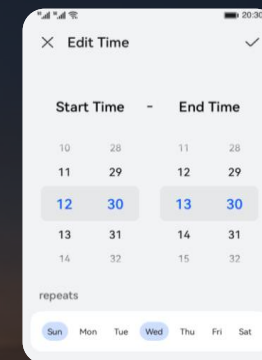 20:30
Edit Time
Start Time - End Time
10 28 11 28
11 29 12 29
12 30 13 30
13 31 14 31
14 32 15 32
repeats
Sun Mon Tue Wed Thu Fri Sat